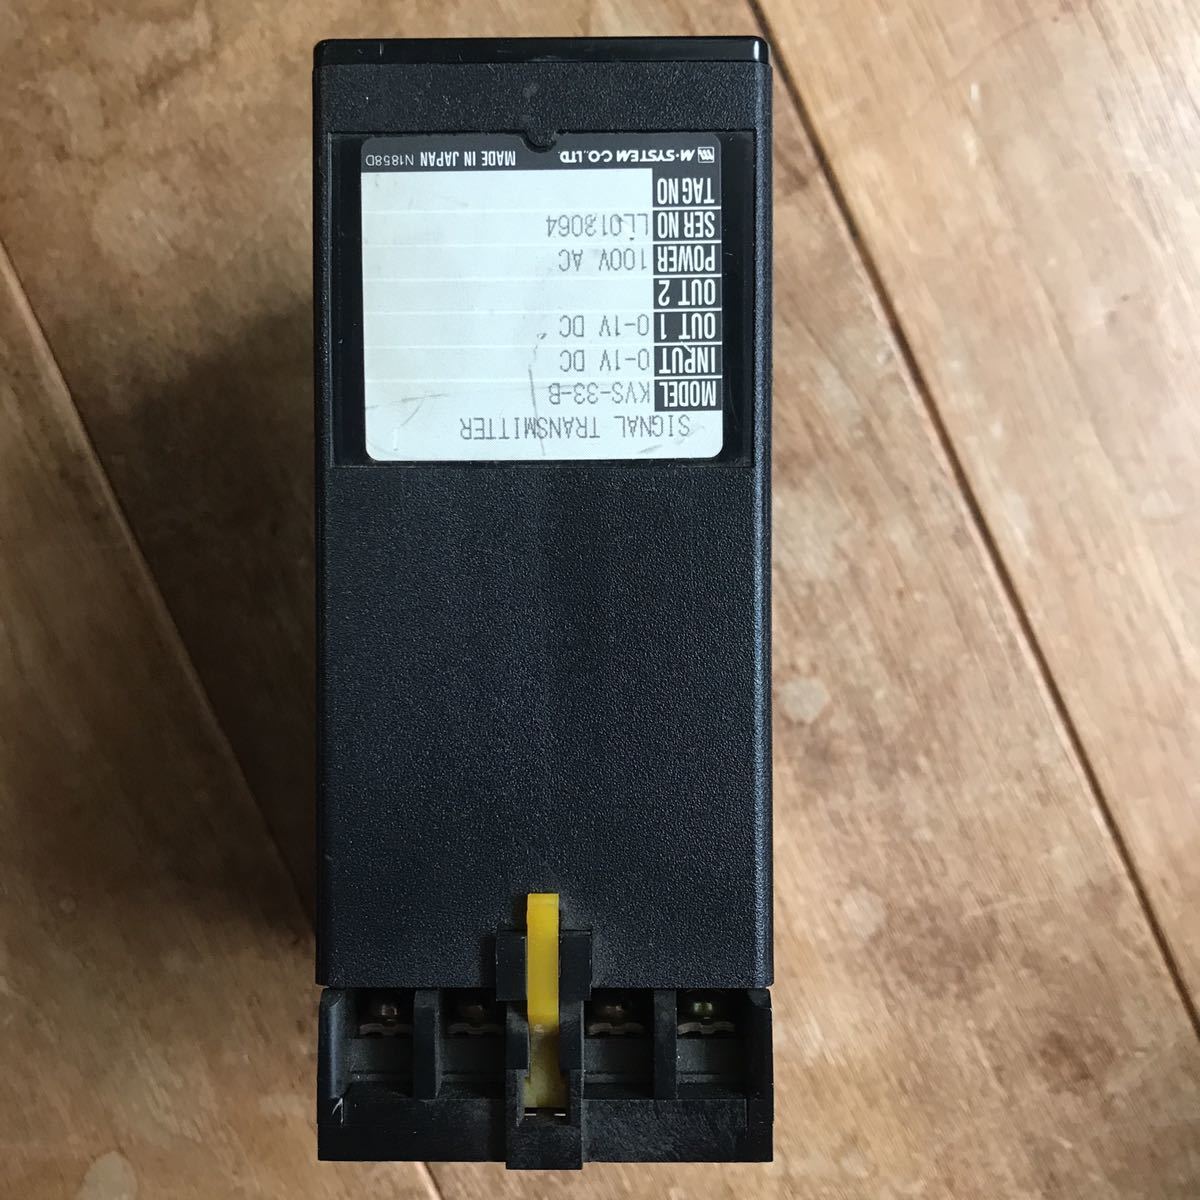 SIGNAL TRANSMITTER
MODEL KVS-33-B
INPUT 0-1V DC
OUT 1 0-1V DC
OUT 2
POWER 100V AC
SER NO LL013064
TAG NO
M-SYSTEM CO.,LTD. MADE IN JAPAN N1858D